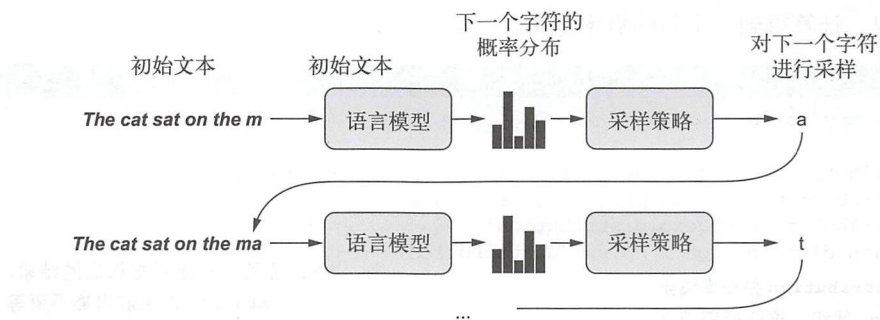 下一个字符的
概率分布
对下一个字符
进行采样
初始文本
初始文本
The cat sat on the m
语言模型
采样策略
a
The cat sat on the ma
语言模型
采样策略
t
...